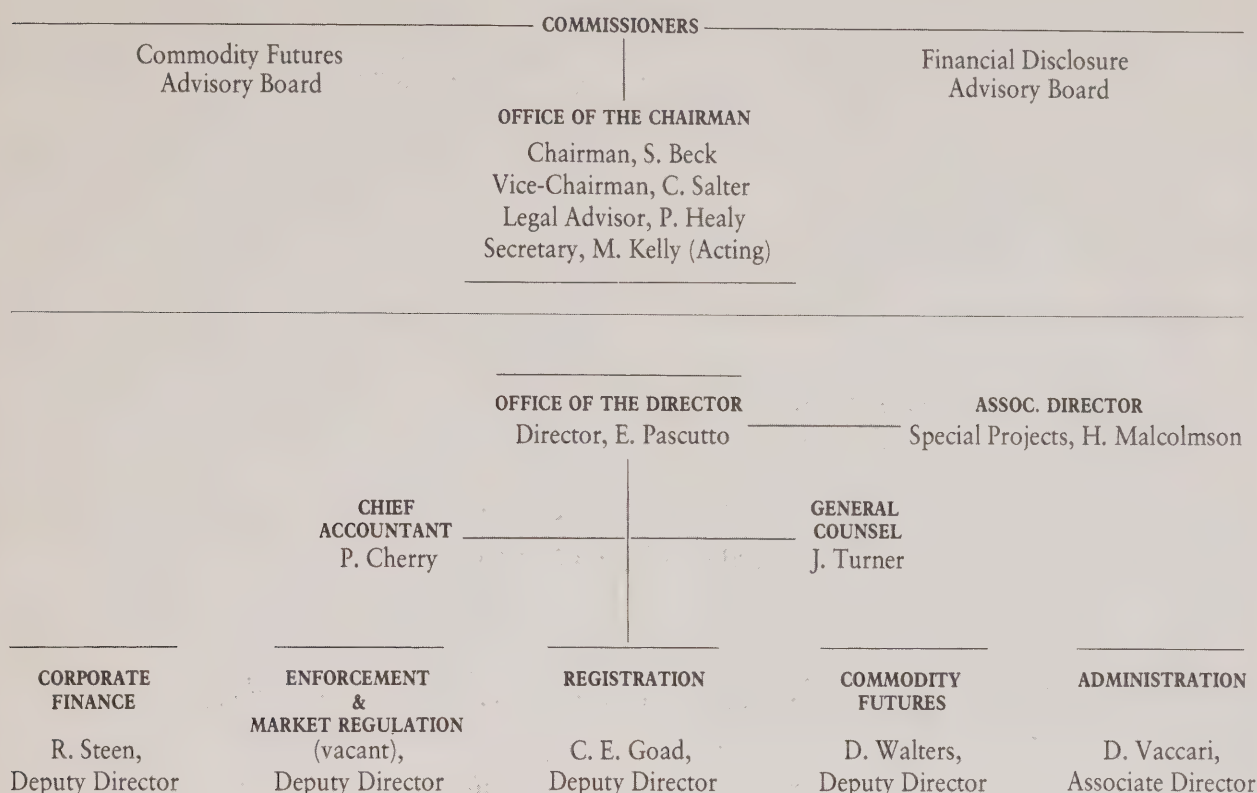 COMMISSIONERS
Commodity Futures
Advisory Board
Financial Disclosure
Advisory Board
OFFICE OF THE CHAIRMAN
Chairman, S. Beck
Vice-Chairman, C. Salter
Legal Advisor, P. Healy
Secretary, M. Kelly (Acting)
OFFICE OF THE DIRECTOR
Director, E. Pascutto
ASSOC. DIRECTOR
Special Projects, H. Malcolmson
CHIEF
ACCOUNTANT
P. Cherry
GENERAL
COUNSEL
J. Turner
CORPORATE
FINANCE
R. Steen,
Deputy Director
ENFORCEMENT
&
MARKET REGULATION
(vacant),
Deputy Director
REGISTRATION
C. E. Goad,
Deputy Director
COMMODITY
FUTURES
D. Walters,
Deputy Director
ADMINISTRATION
D. Vaccari,
Associate Director